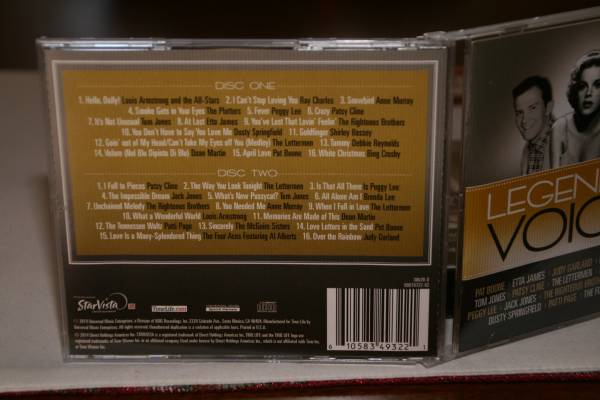 DISC ONE
1. Hello, Dolly! Louis Armstrong and the All-Stars 2. I Can't Stop Loving You Ray Charles 3. Snowbird Anne Murray
4. Smoke Gets in Your Eyes The Platters 5. Fever Peggy Lee 6. Crazy Patsy Cline
7. It's Not Unusual Tom Jones 8. At Last Etta James 9. You've Lost That Lovin' Feelin' The Righteous Brothers
10. You Don't Have to Say You Love Me Dusty Springfield 11. Goldfinger Shirley Bassey
12. Goin' out of My Head/Can't Take My Eyes off You (Medley) The Lettermen 13. Tammy Debbie Reynolds
14. Volare (Nel Blu Dipinto Di Blu) Dean Martin 15. April Love Pat Boone 16. White Christmas Bing Crosby
DISC TWO
1. I Fall to Pieces Patsy Cline 2. The Way You Look Tonight The Lettermen 3. Is That All There Is Peggy Lee
4. The Impossible Dream Jack Jones 5. What's New Pussycat? Tom Jones 6. All Alone Am I Brenda Lee
7. Unchained Melody The Righteous Brothers 8. You Needed Me Anne Murray 9. When I Fall in Love The Lettermen
10. What a Wonderful World Louis Armstrong 11. Memories Are Made of This Dean Martin
12. The Tennessee Waltz Patti Page 13. Sincerely The McGuire Sisters 14. Love Letters in the Sand Pat Boone
15. Love Is a Many-Splendored Thing The Four Aces Featuring Al Alberts 16. Over the Rainbow Judy Garland
StarVista
TimeLife.com
6 10583 49322 1
LEGEN
VOIC
PAT BOONE ETTA JAMES JUDY GARLAND
TOM JONES PATSY CLINE THE LETTERMEN
PEGGY LEE JACK JONES THE RIGHTEOUS
DUSTY SPRINGFIELD PATTI PAGE THE